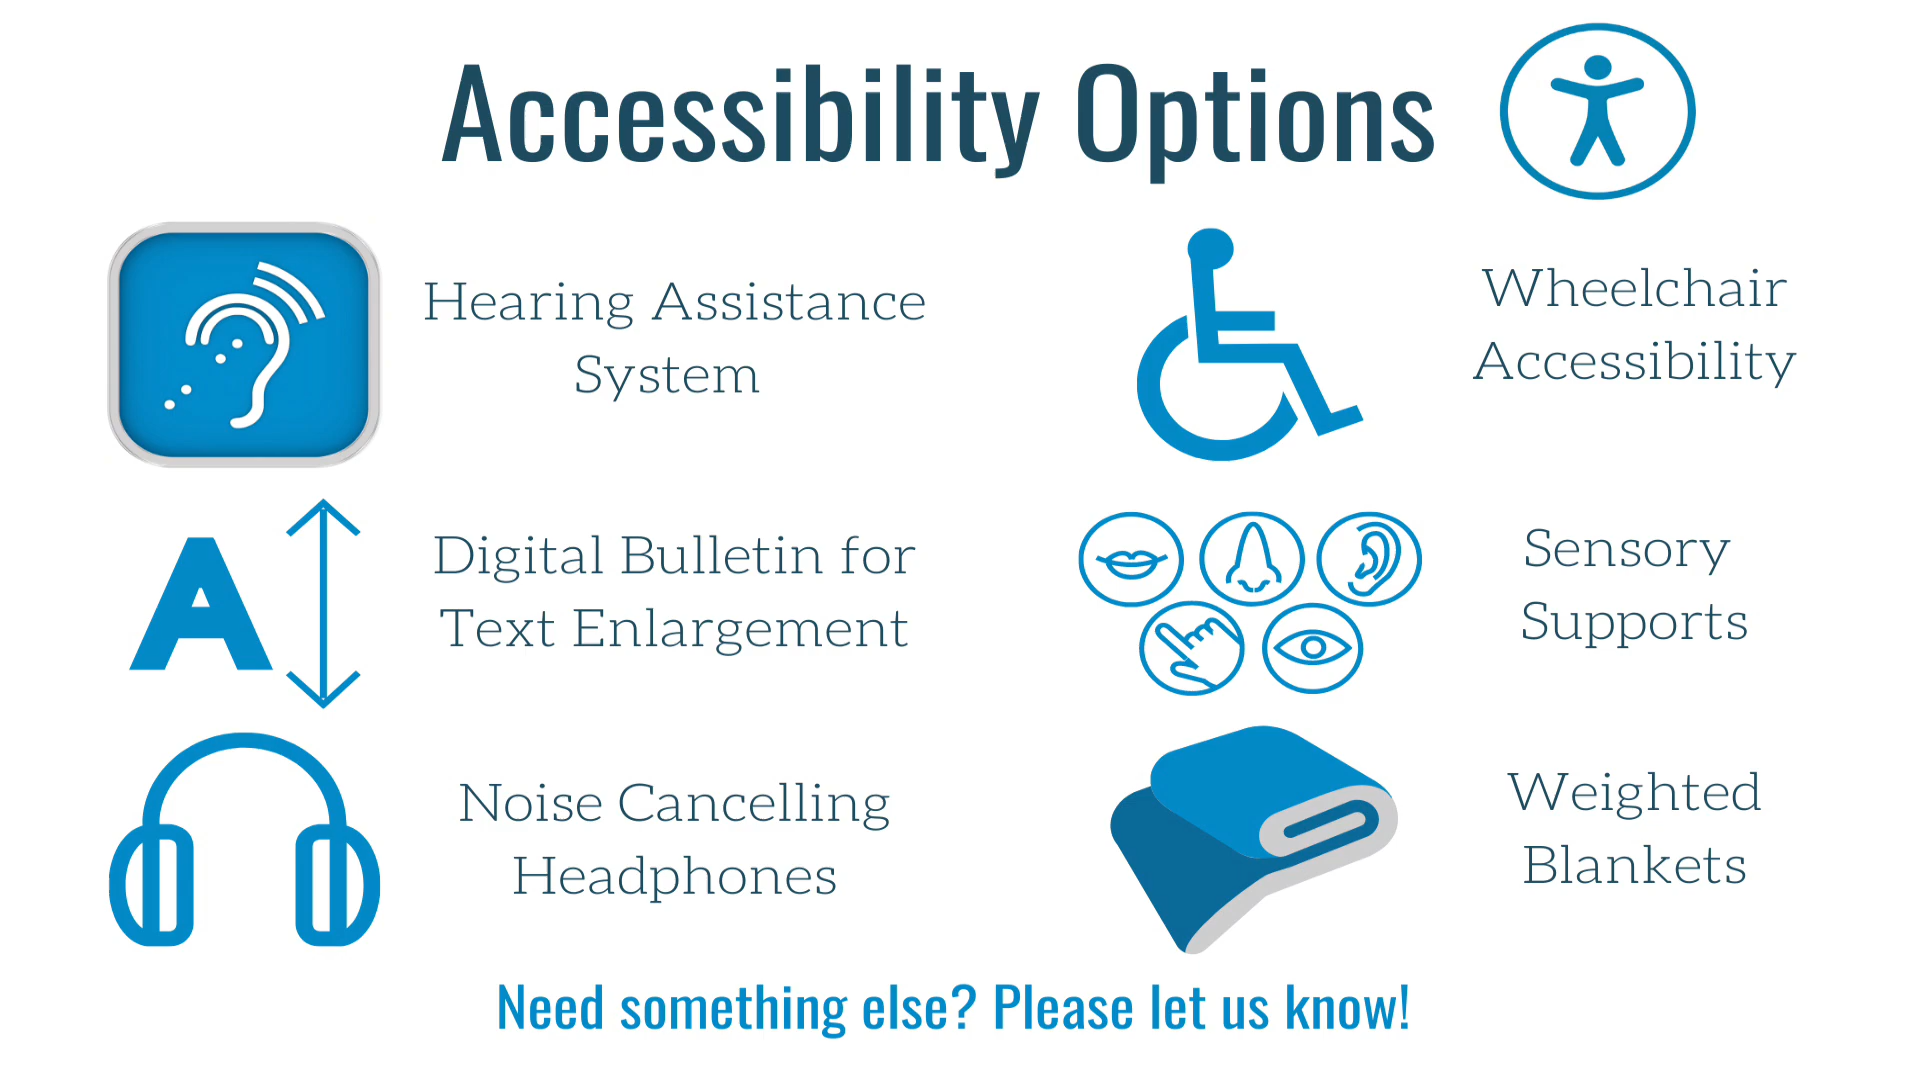 Accessibility Options
Hearing Assistance
System
Wheelchair
Accessibility
A
Digital Bulletin for
Text Enlargement
Sensory
Supports
Noise Cancelling
Headphones
Weighted
Blankets
Need something else? Please let us know!